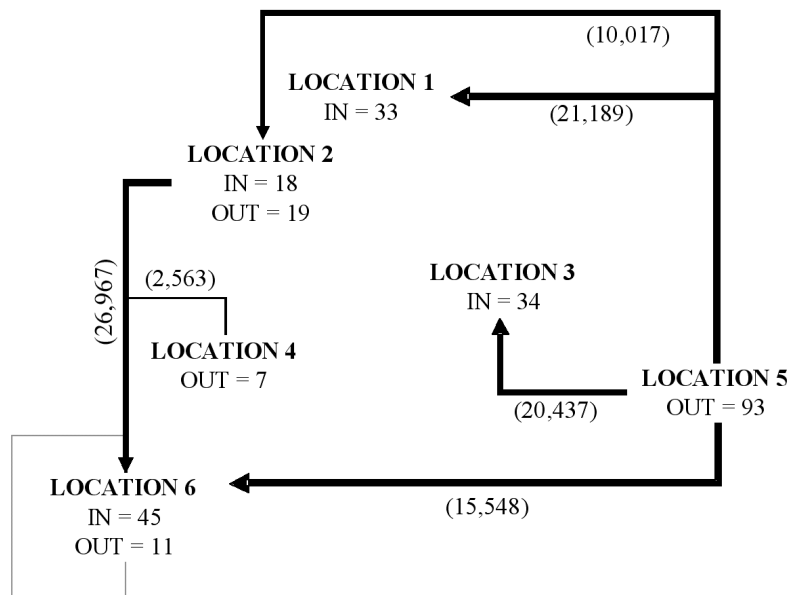 (10,017)
LOCATION 1
IN = 33
(21,189)
LOCATION 2
IN = 18
OUT = 19
(26,967)
(2,563)
LOCATION 3
IN = 34
LOCATION 4
OUT = 7
LOCATION 5
OUT = 93
(20,437)
LOCATION 6
IN = 45
OUT = 11
(15,548)